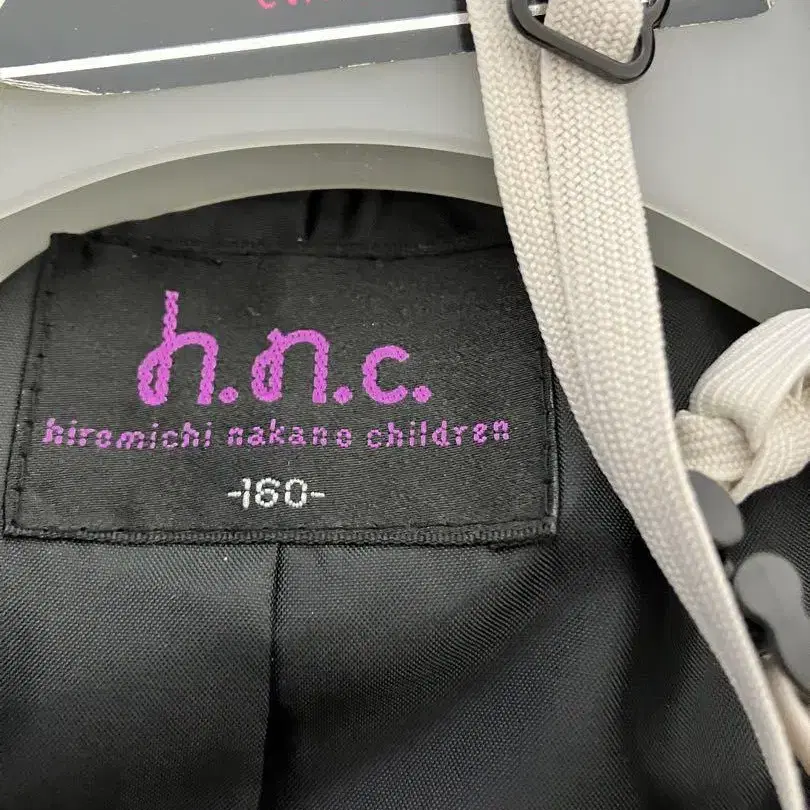 h.n.c.
hiromichi nakano children
-160-